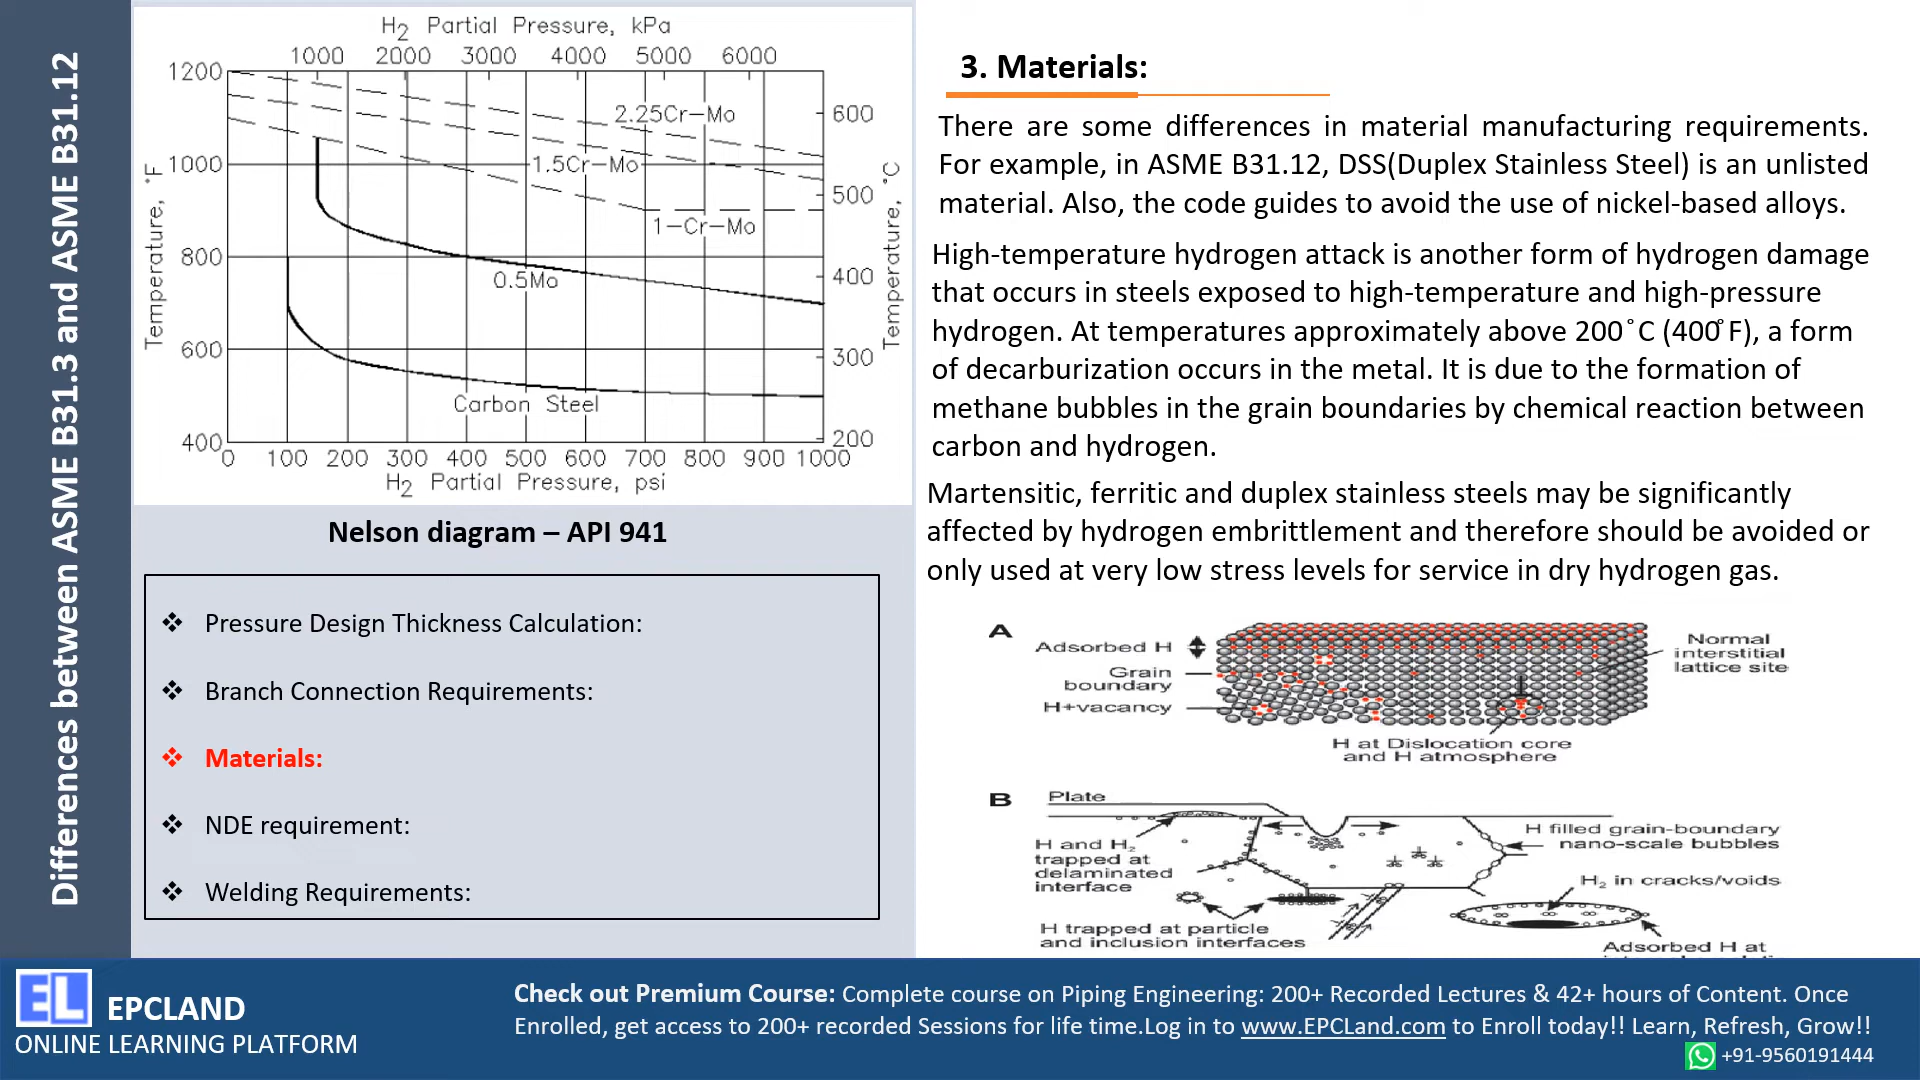 Differences between ASME B31.3 and ASME B31.12
H2 Partial Pressure, kPa
1000 2000 3000 4000 5000 6000
1200
1000
800
600
400
Temperature, °F
2.25Cr-Mo
1.5Cr-Mo
1-Cr-Mo
0.5Mo
Carbon Steel
600
500
400
300
200
Temperature, °C
0 100 200 300 400 500 600 700 800 900 1000
H2 Partial Pressure, psi
Nelson diagram – API 941
❖ Pressure Design Thickness Calculation:
❖ Branch Connection Requirements:
❖ Materials:
❖ NDE requirement:
❖ Welding Requirements:
3. Materials:
There are some differences in material manufacturing requirements.
For example, in ASME B31.12, DSS(Duplex Stainless Steel) is an unlisted
material. Also, the code guides to avoid the use of nickel-based alloys.
High-temperature hydrogen attack is another form of hydrogen damage
that occurs in steels exposed to high-temperature and high-pressure
hydrogen. At temperatures approximately above 200˚C (400˚F), a form
of decarburization occurs in the metal. It is due to the formation of
methane bubbles in the grain boundaries by chemical reaction between
carbon and hydrogen.
Martensitic, ferritic and duplex stainless steels may be significantly
affected by hydrogen embrittlement and therefore should be avoided or
only used at very low stress levels for service in dry hydrogen gas.
A
Adsorbed H
Grain
boundary
H+vacancy
Normal
interstitial
lattice site
H at Dislocation core
and H atmosphere
B
Plate
H and H2
trapped at
delaminated
interface
H filled grain-boundary
nano-scale bubbles
H2 in cracks/voids
H trapped at particle
and inclusion interfaces
Adsorbed H at
EL EPCLAND
ONLINE LEARNING PLATFORM
Check out Premium Course: Complete course on Piping Engineering: 200+ Recorded Lectures & 42+ hours of Content. Once
Enrolled, get access to 200+ recorded Sessions for life time.Log in to www.EPCLand.com to Enroll today!! Learn, Refresh, Grow!!
+91-9560191444